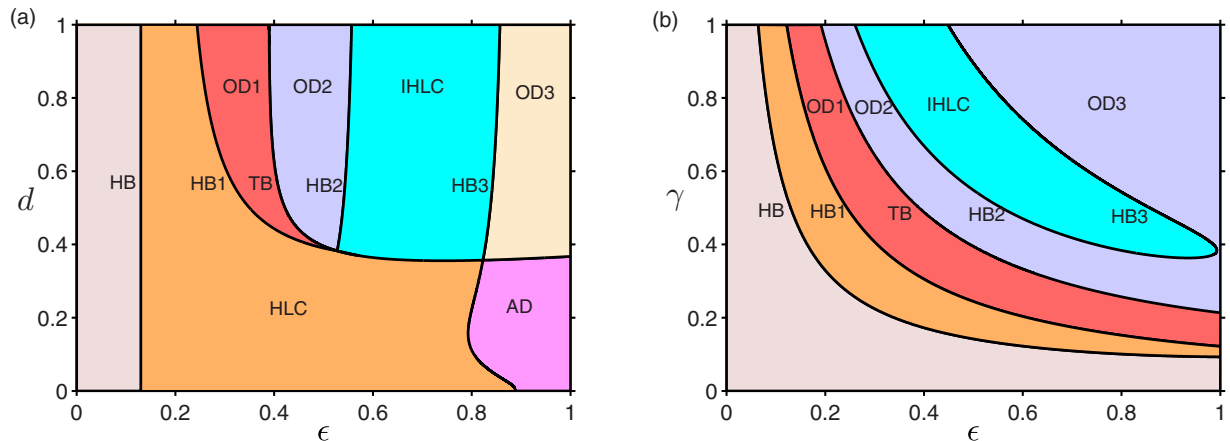 (a)
1
0.8
0.6
0.4
0.2
0
d
0 0.2 0.4 0.6 0.8 1
ϵ
OD1 OD2 IHLC OD3
HB HB1 TB HB2 HB3
HLC AD
(b)
1
0.8
0.6
0.4
0.2
0
γ
0 0.2 0.4 0.6 0.8 1
ϵ
OD1 OD2 IHLC OD3
HB HB1 TB HB2 HB3